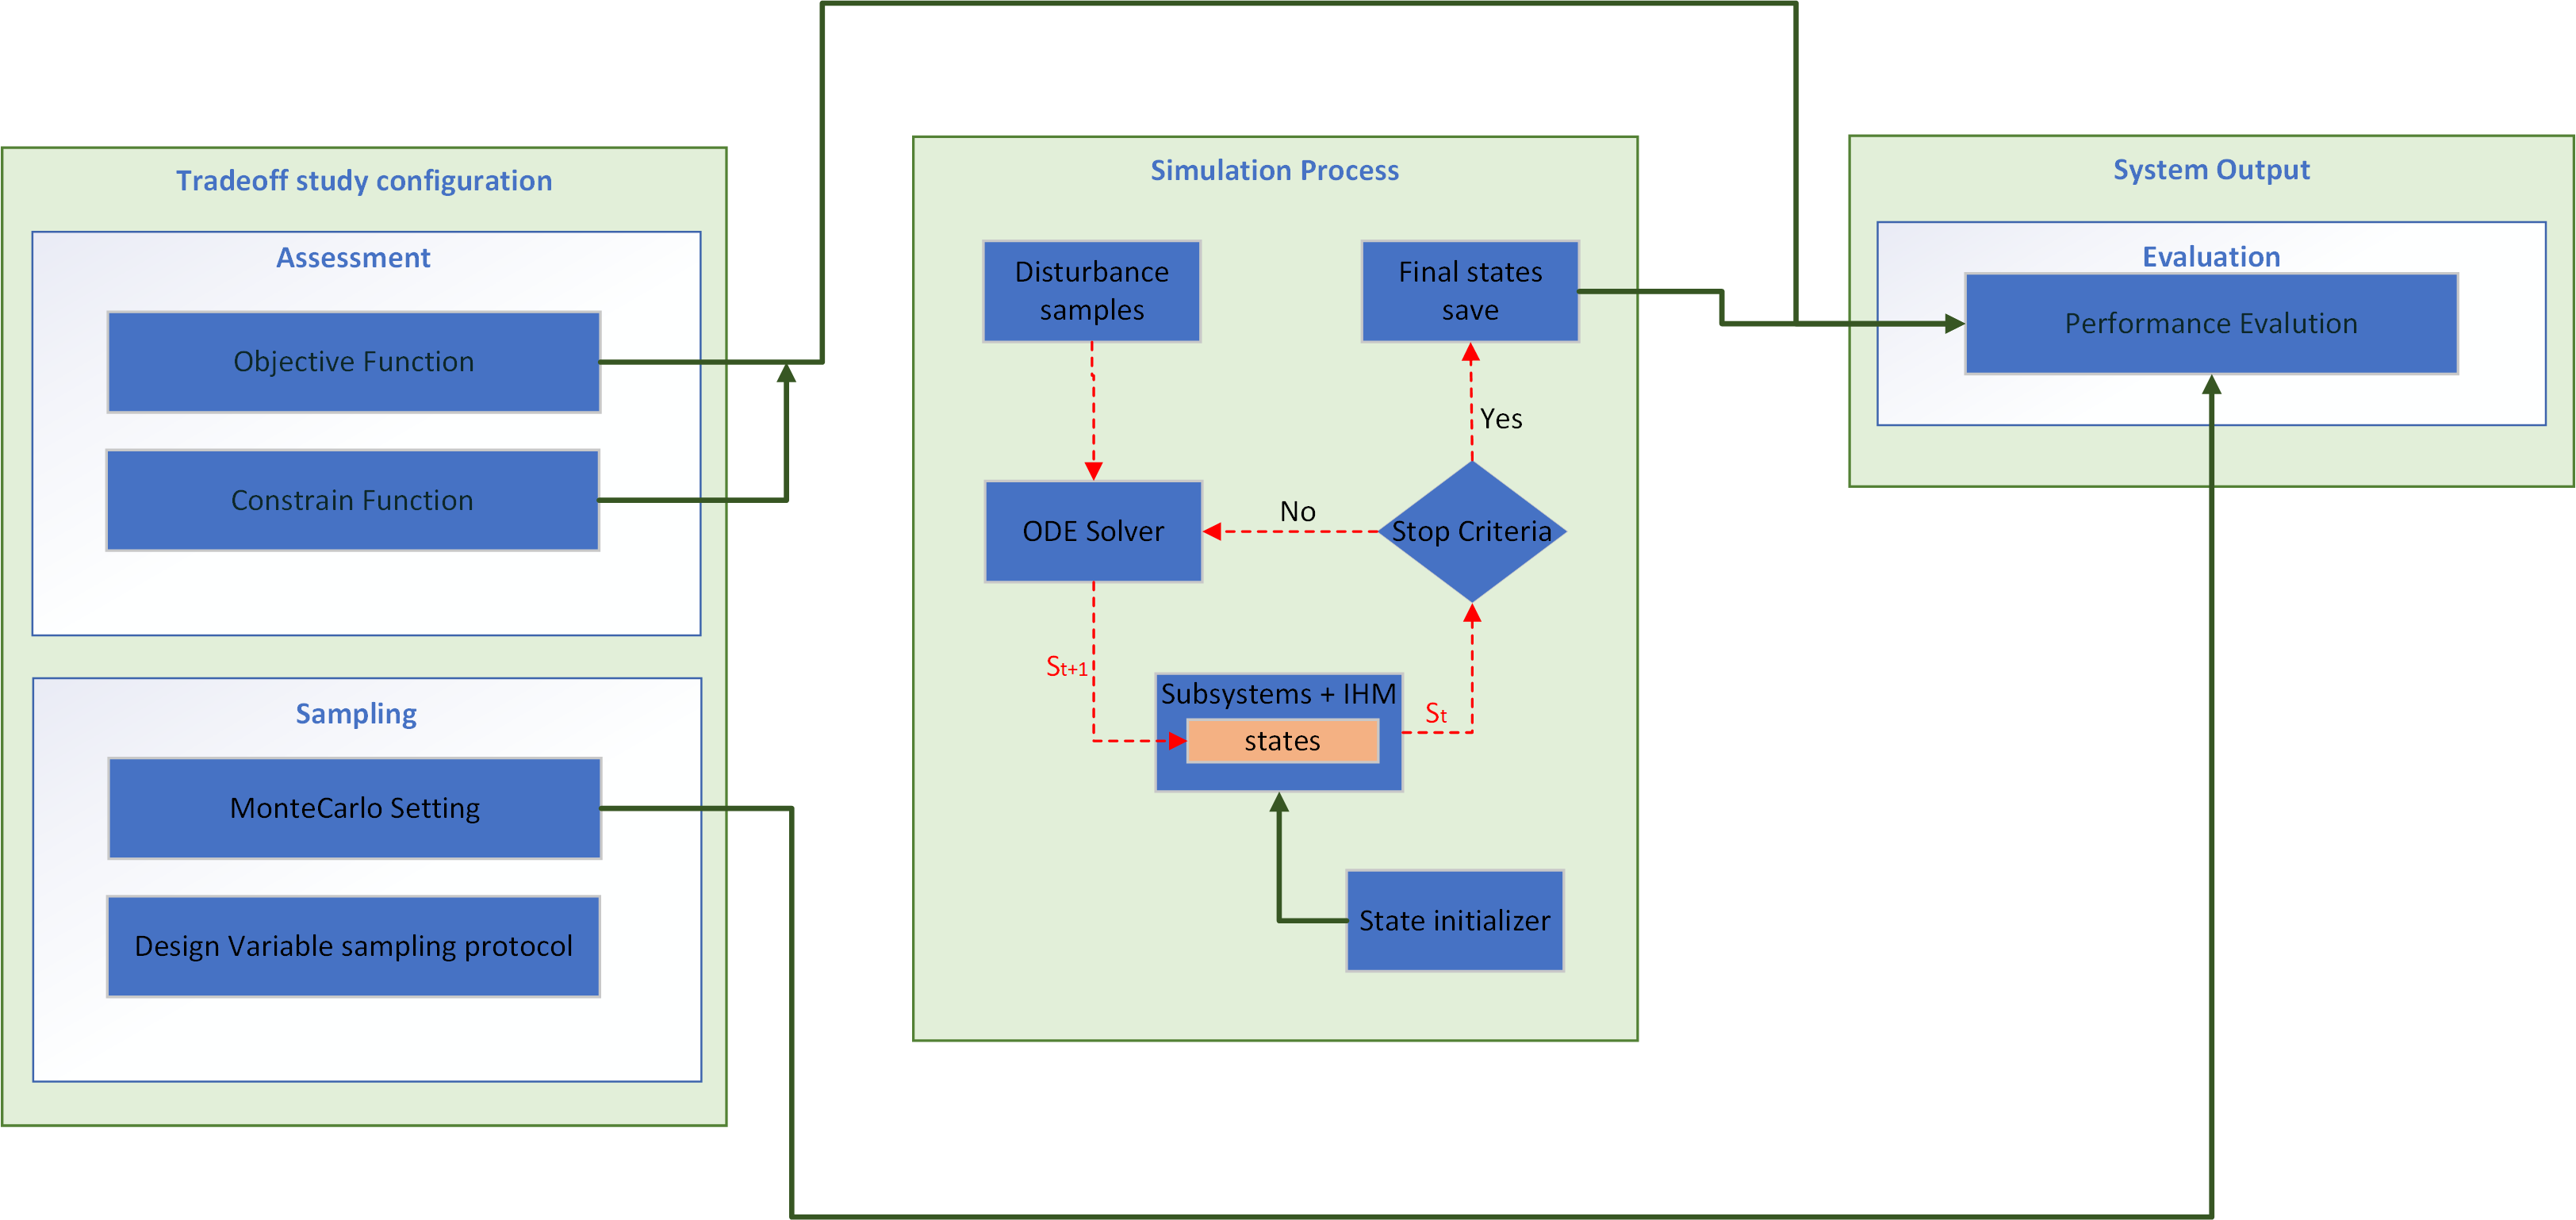 Tradeoff study configuration
Assessment
Objective Function
Constrain Function
Sampling
MonteCarlo Setting
Design Variable sampling protocol
Simulation Process
Disturbance
samples
Final states
save
Yes
ODE Solver
No
Stop Criteria
St+1
Subsystems + IHM
states
St
State initializer
System Output
Evaluation
Performance Evalution